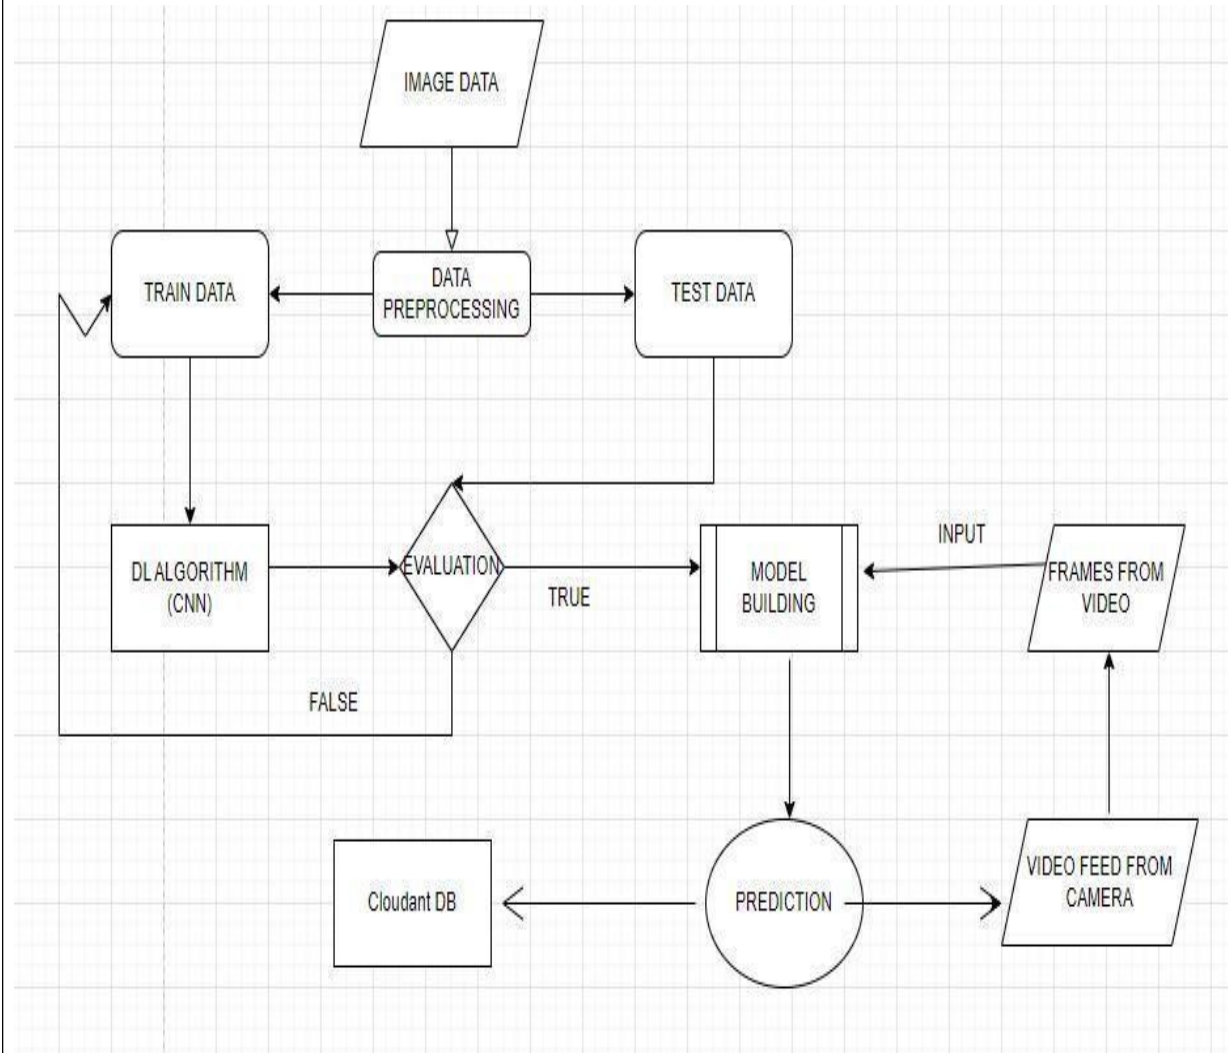 IMAGE DATA
TRAIN DATA
DATA
PREPROCESSING
TEST DATA
DL ALGORITHM
(CNN)
EVALUATION
TRUE
MODEL
BUILDING
INPUT
FRAMES FROM
VIDEO
FALSE
Cloudant DB
PREDICTION
VIDEO FEED FROM
CAMERA